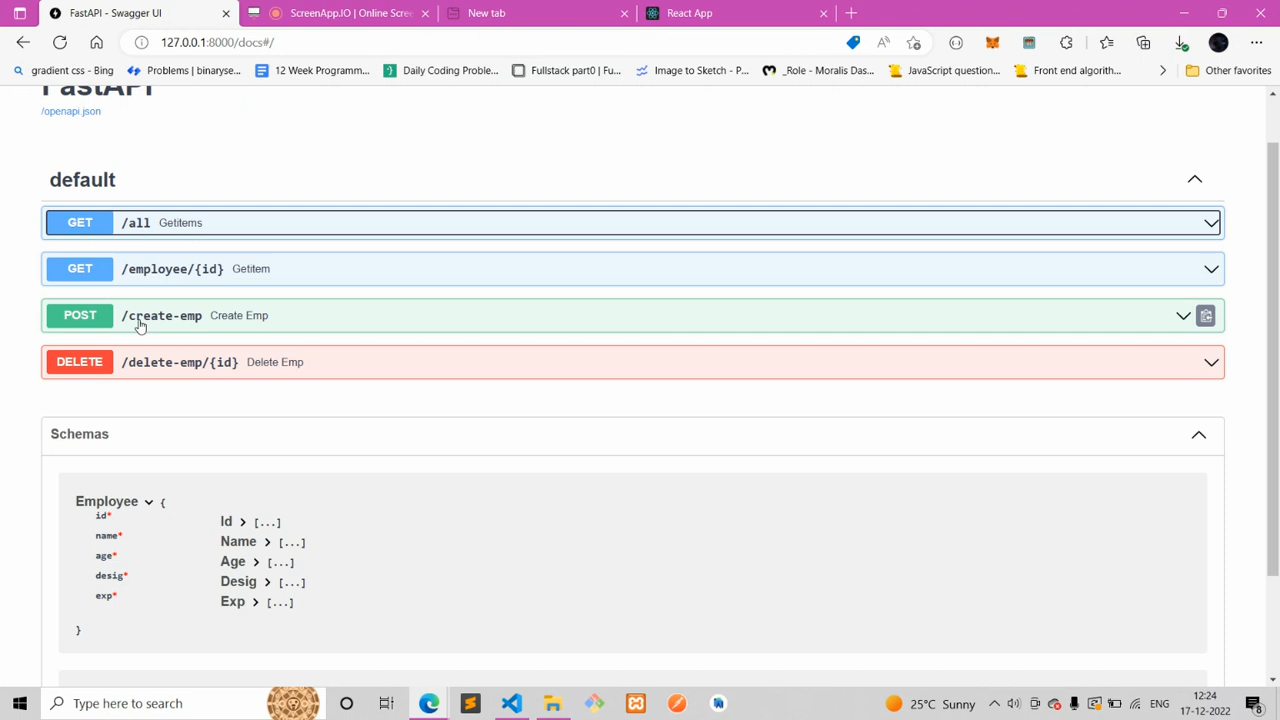 FastAPI - Swagger UI
ScreenApp.IO | Online Scree
New tab
React App
127.0.0.1:8000/docs#/
gradient css - Bing
Problems | binaryse...
12 Week Programm...
Daily Coding Proble...
Fullstack part0 | Fu...
Image to Sketch - P...
_Role - Moralis Das...
JavaScript question...
Front end algorith...
Other favorites
FastAPI
/openapi.json
default
GET /all Getitems
GET /employee/{id} Getitem
POST /create-emp Create Emp
DELETE /delete-emp/{id} Delete Emp
Schemas
Employee {
id* Id > [...]
name* Name > [...]
age* Age > [...]
desig* Desig > [...]
exp* Exp > [...]
}
Type here to search
25°C Sunny
ENG
12:24
17-12-2022
8